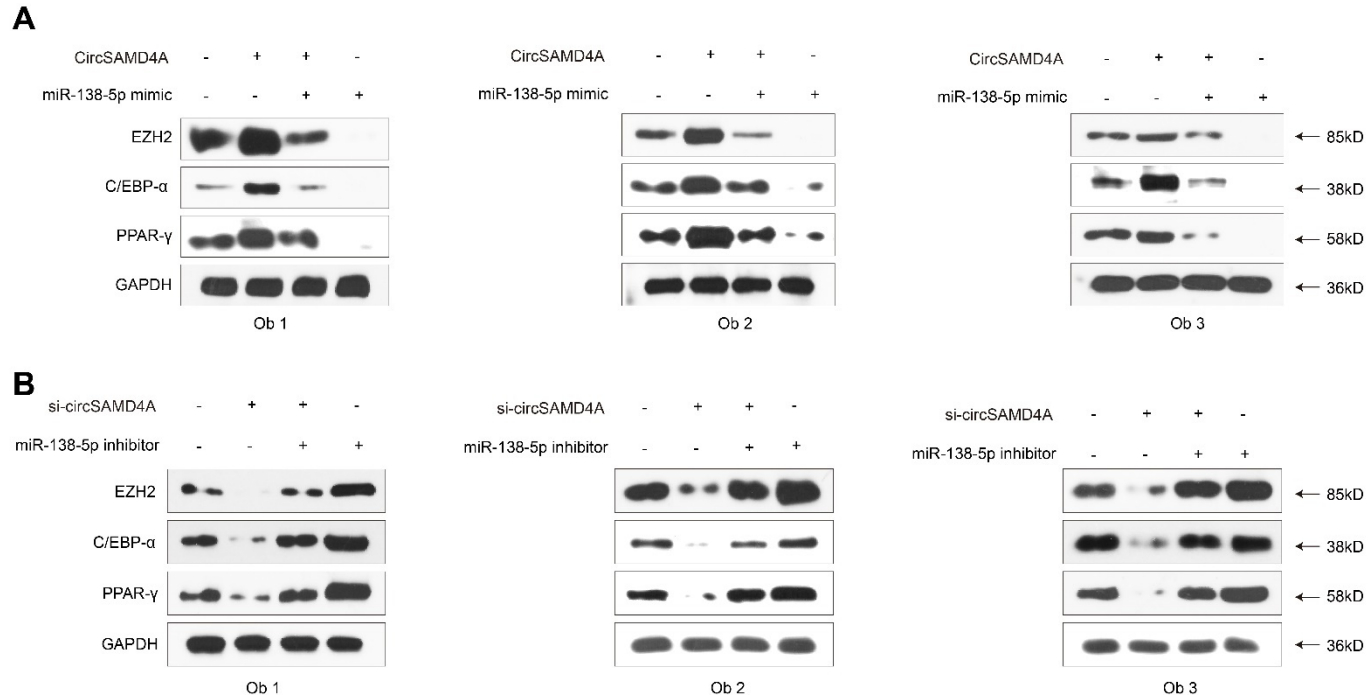 A
CircSAMD4A - + + -
CircSAMD4A - + + -
CircSAMD4A - + + -
miR-138-5p mimic - - + +
miR-138-5p mimic - - + +
miR-138-5p mimic - - + +
EZH2
← 85kD
C/EBP-α
← 38kD
PPAR-γ
← 58kD
GAPDH
← 36kD
Ob 1
Ob 2
Ob 3
B
si-circSAMD4A - + + -
si-circSAMD4A - + + -
si-circSAMD4A - + + -
miR-138-5p inhibitor - - + +
miR-138-5p inhibitor - - + +
miR-138-5p inhibitor - - + +
EZH2
← 85kD
C/EBP-α
← 38kD
PPAR-γ
← 58kD
GAPDH
← 36kD
Ob 1
Ob 2
Ob 3